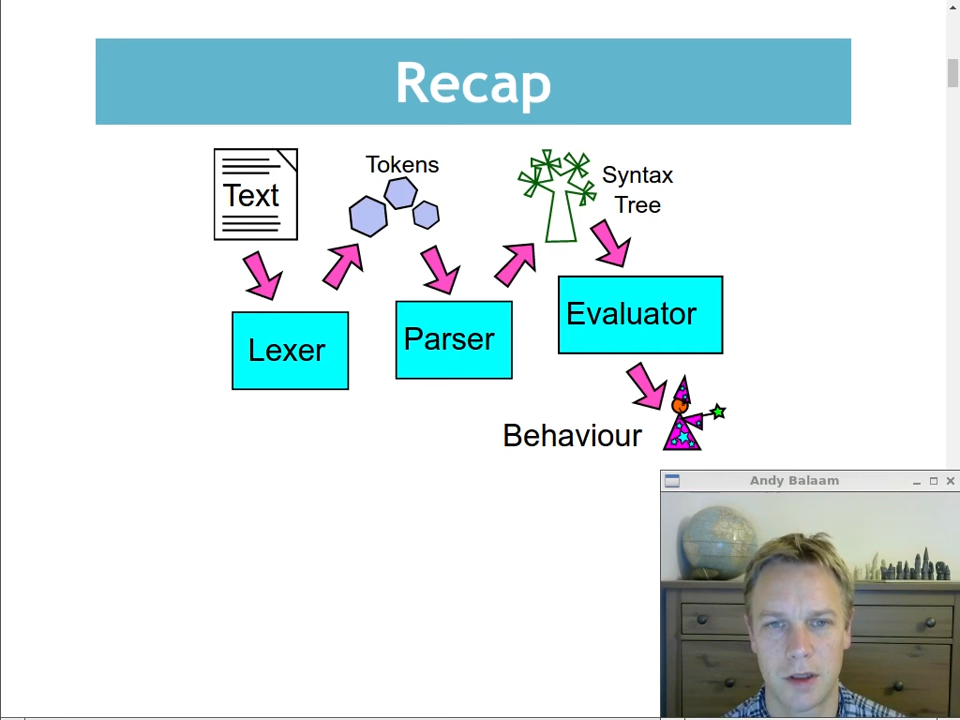 Recap
Text
Tokens
Syntax
Tree
Lexer
Parser
Evaluator
Behaviour
Andy Balaam